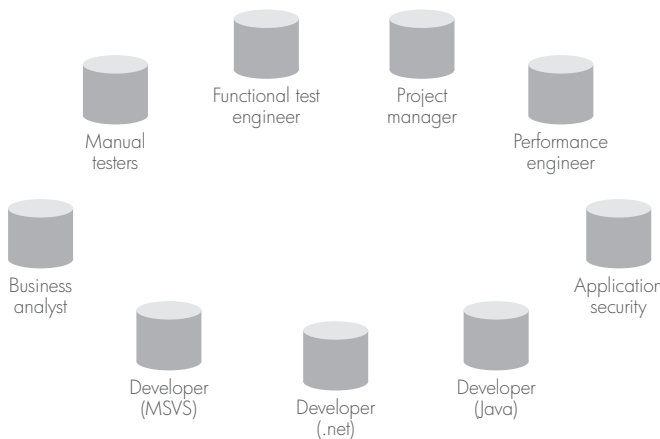 Functional test
engineer
Project
manager
Manual
testers
Performance
engineer
Business
analyst
Application
security
Developer
(MSVS)
Developer
(.net)
Developer
(Java)